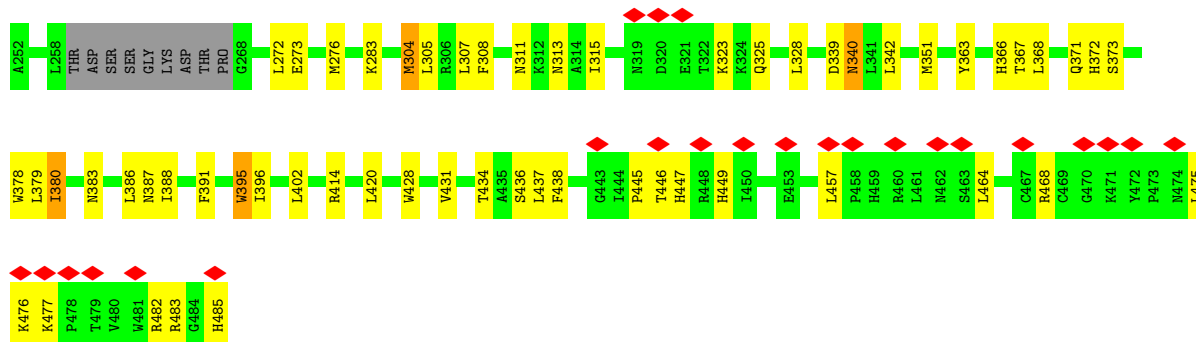 A252 L258 THR ASP SER SER GLY LYS ASP THR PRO G268 L272 E273 M276 K283 M304 L305 R306 L307 F308 N311 K312 N313 A314 I315 N319 D320 E321 T322 K323 K324 Q325 L328 D339 N340 L341 L342 M351 Y363 H366 T367 L368 Q371 H372 S373
W378 L379 I380 N383 L386 N387 I388 F391 W395 I396 L402 R414 L420 W428 V431 T434 A435 S436 L437 F438 G443 I444 P445 T446 H447 R448 H449 I450 E453 L457 P458 H459 R460 L461 N462 S463 L464 C467 R468 C469 G470 K471 Y472 P473 N474 L475
K476 K477 P478 T479 V480 W481 R482 R483 G484 H485